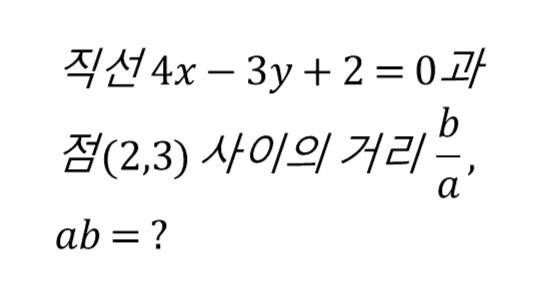 직선 4x − 3y + 2 = 0과
점(2,3) 사이의 거리 b/a,
ab = ?